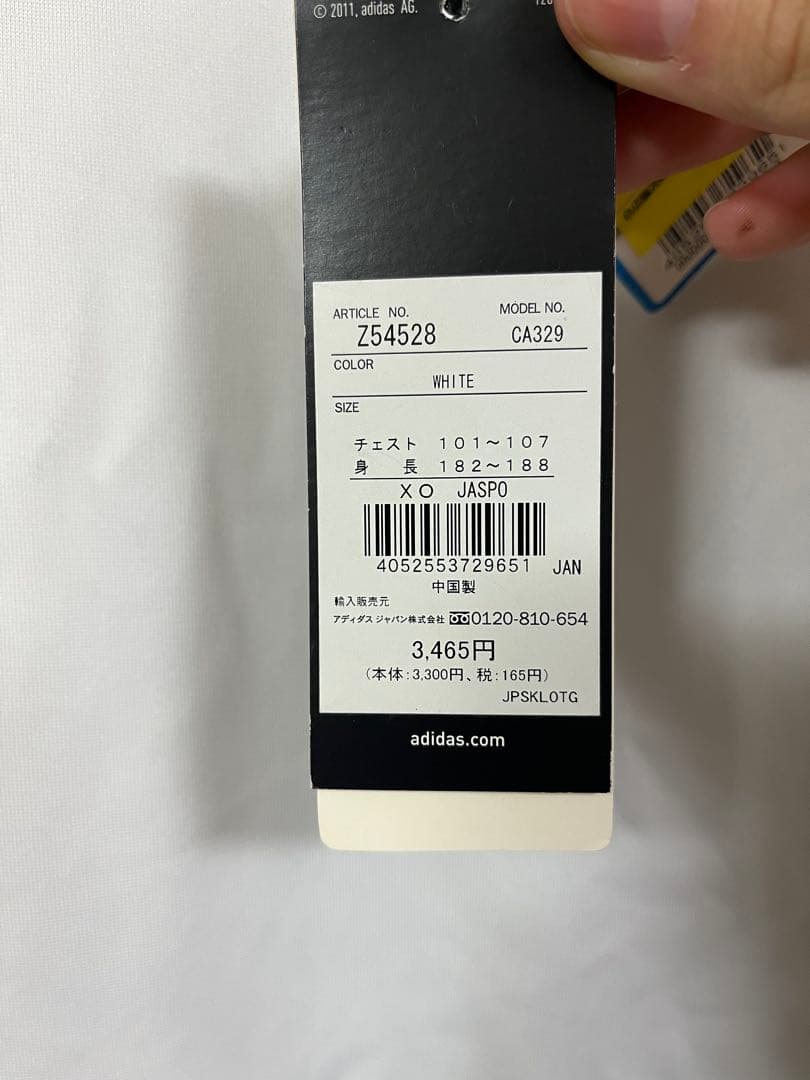 © 2011, adidas AG.
ARTICLE NO. MODEL NO.
Z54528 CA329
COLOR
WHITE
SIZE
チェスト 101〜107
身 長 182〜188
XO JASPO
4052553729651 JAN
中国製
輸入販売元
アディダス ジャパン株式会社 0120-810-654
3,465円
(本体:3,300円、税:165円)
JPSKLOTG
adidas.com